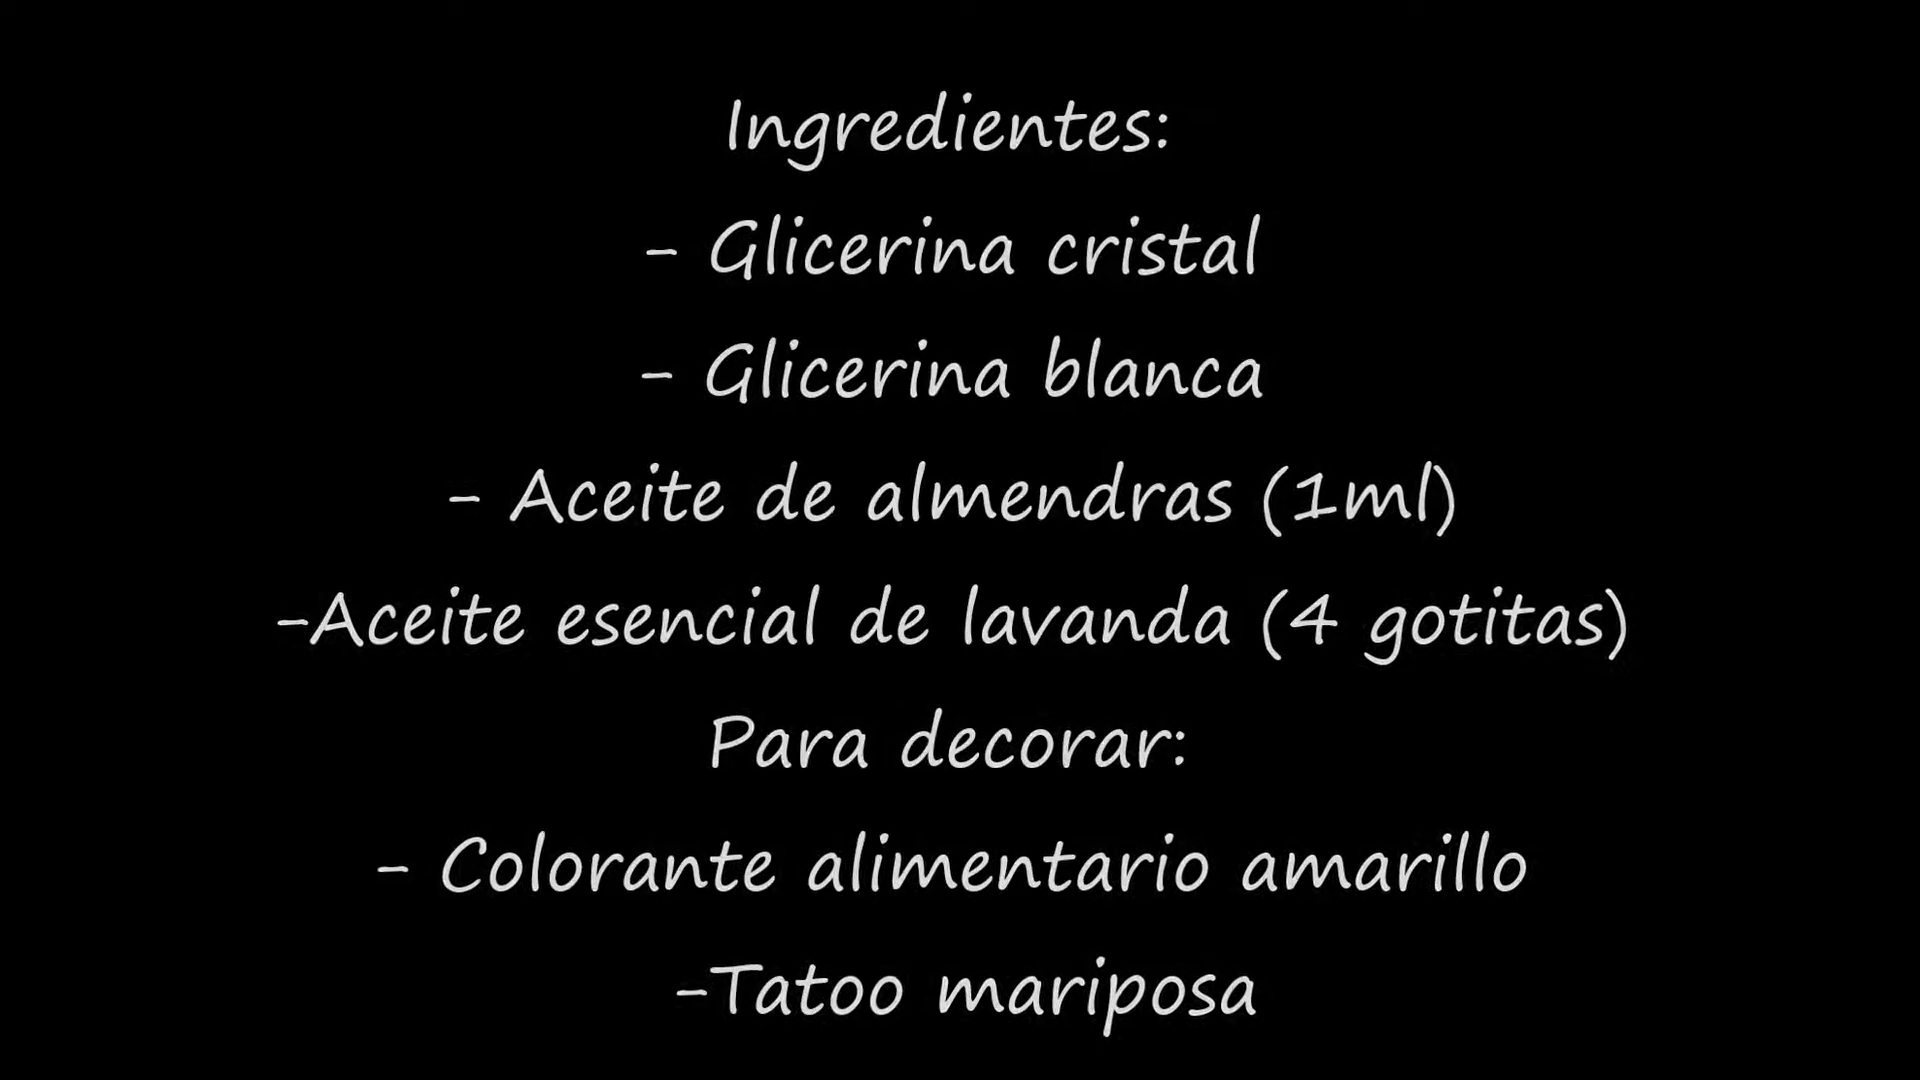 Ingredientes:
- Glicerina cristal
- Glicerina blanca
- Aceite de almendras (1ml)
-Aceite esencial de lavanda (4 gotitas)
Para decorar:
- Colorante alimentario amarillo
-Tatoo mariposa